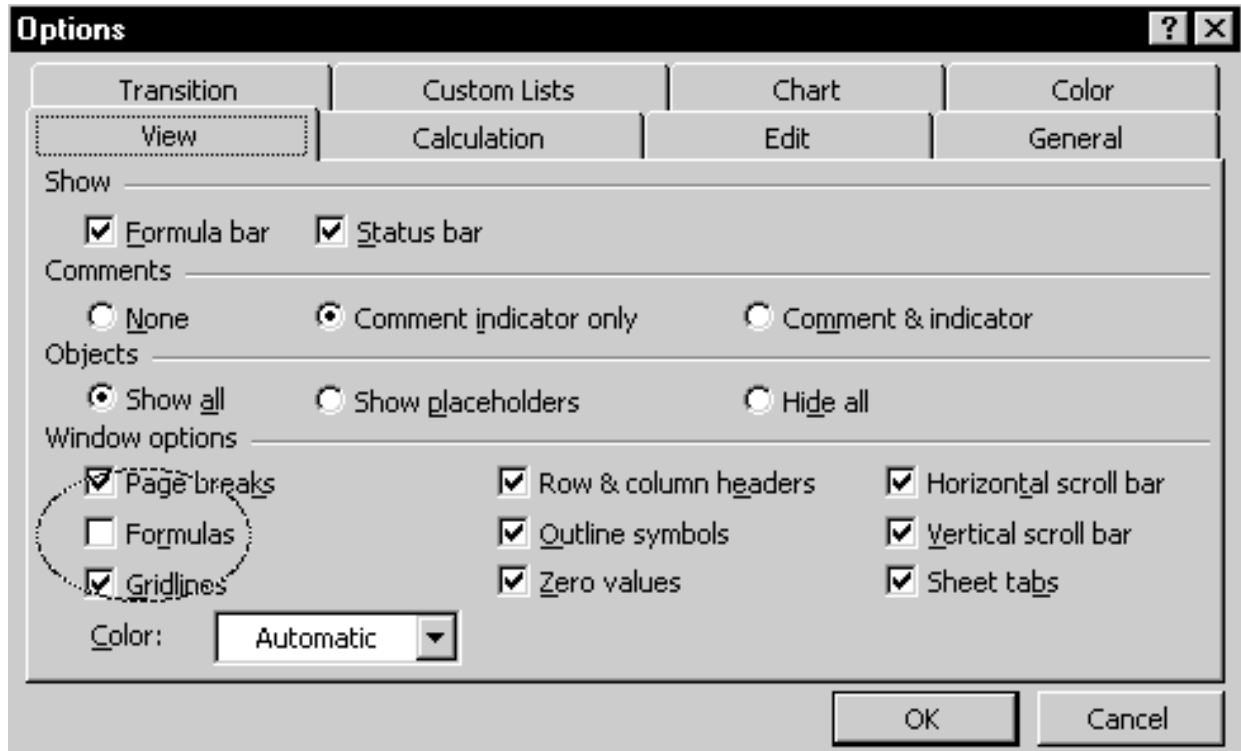 Options
Transition Custom Lists Chart Color
View Calculation Edit General
Show
Formula bar Status bar
Comments
None Comment indicator only Comment & indicator
Objects
Show all Show placeholders Hide all
Window options
Page breaks Row & column headers Horizontal scroll bar
Formulas Outline symbols Vertical scroll bar
Gridlines Zero values Sheet tabs
Color: Automatic
OK Cancel